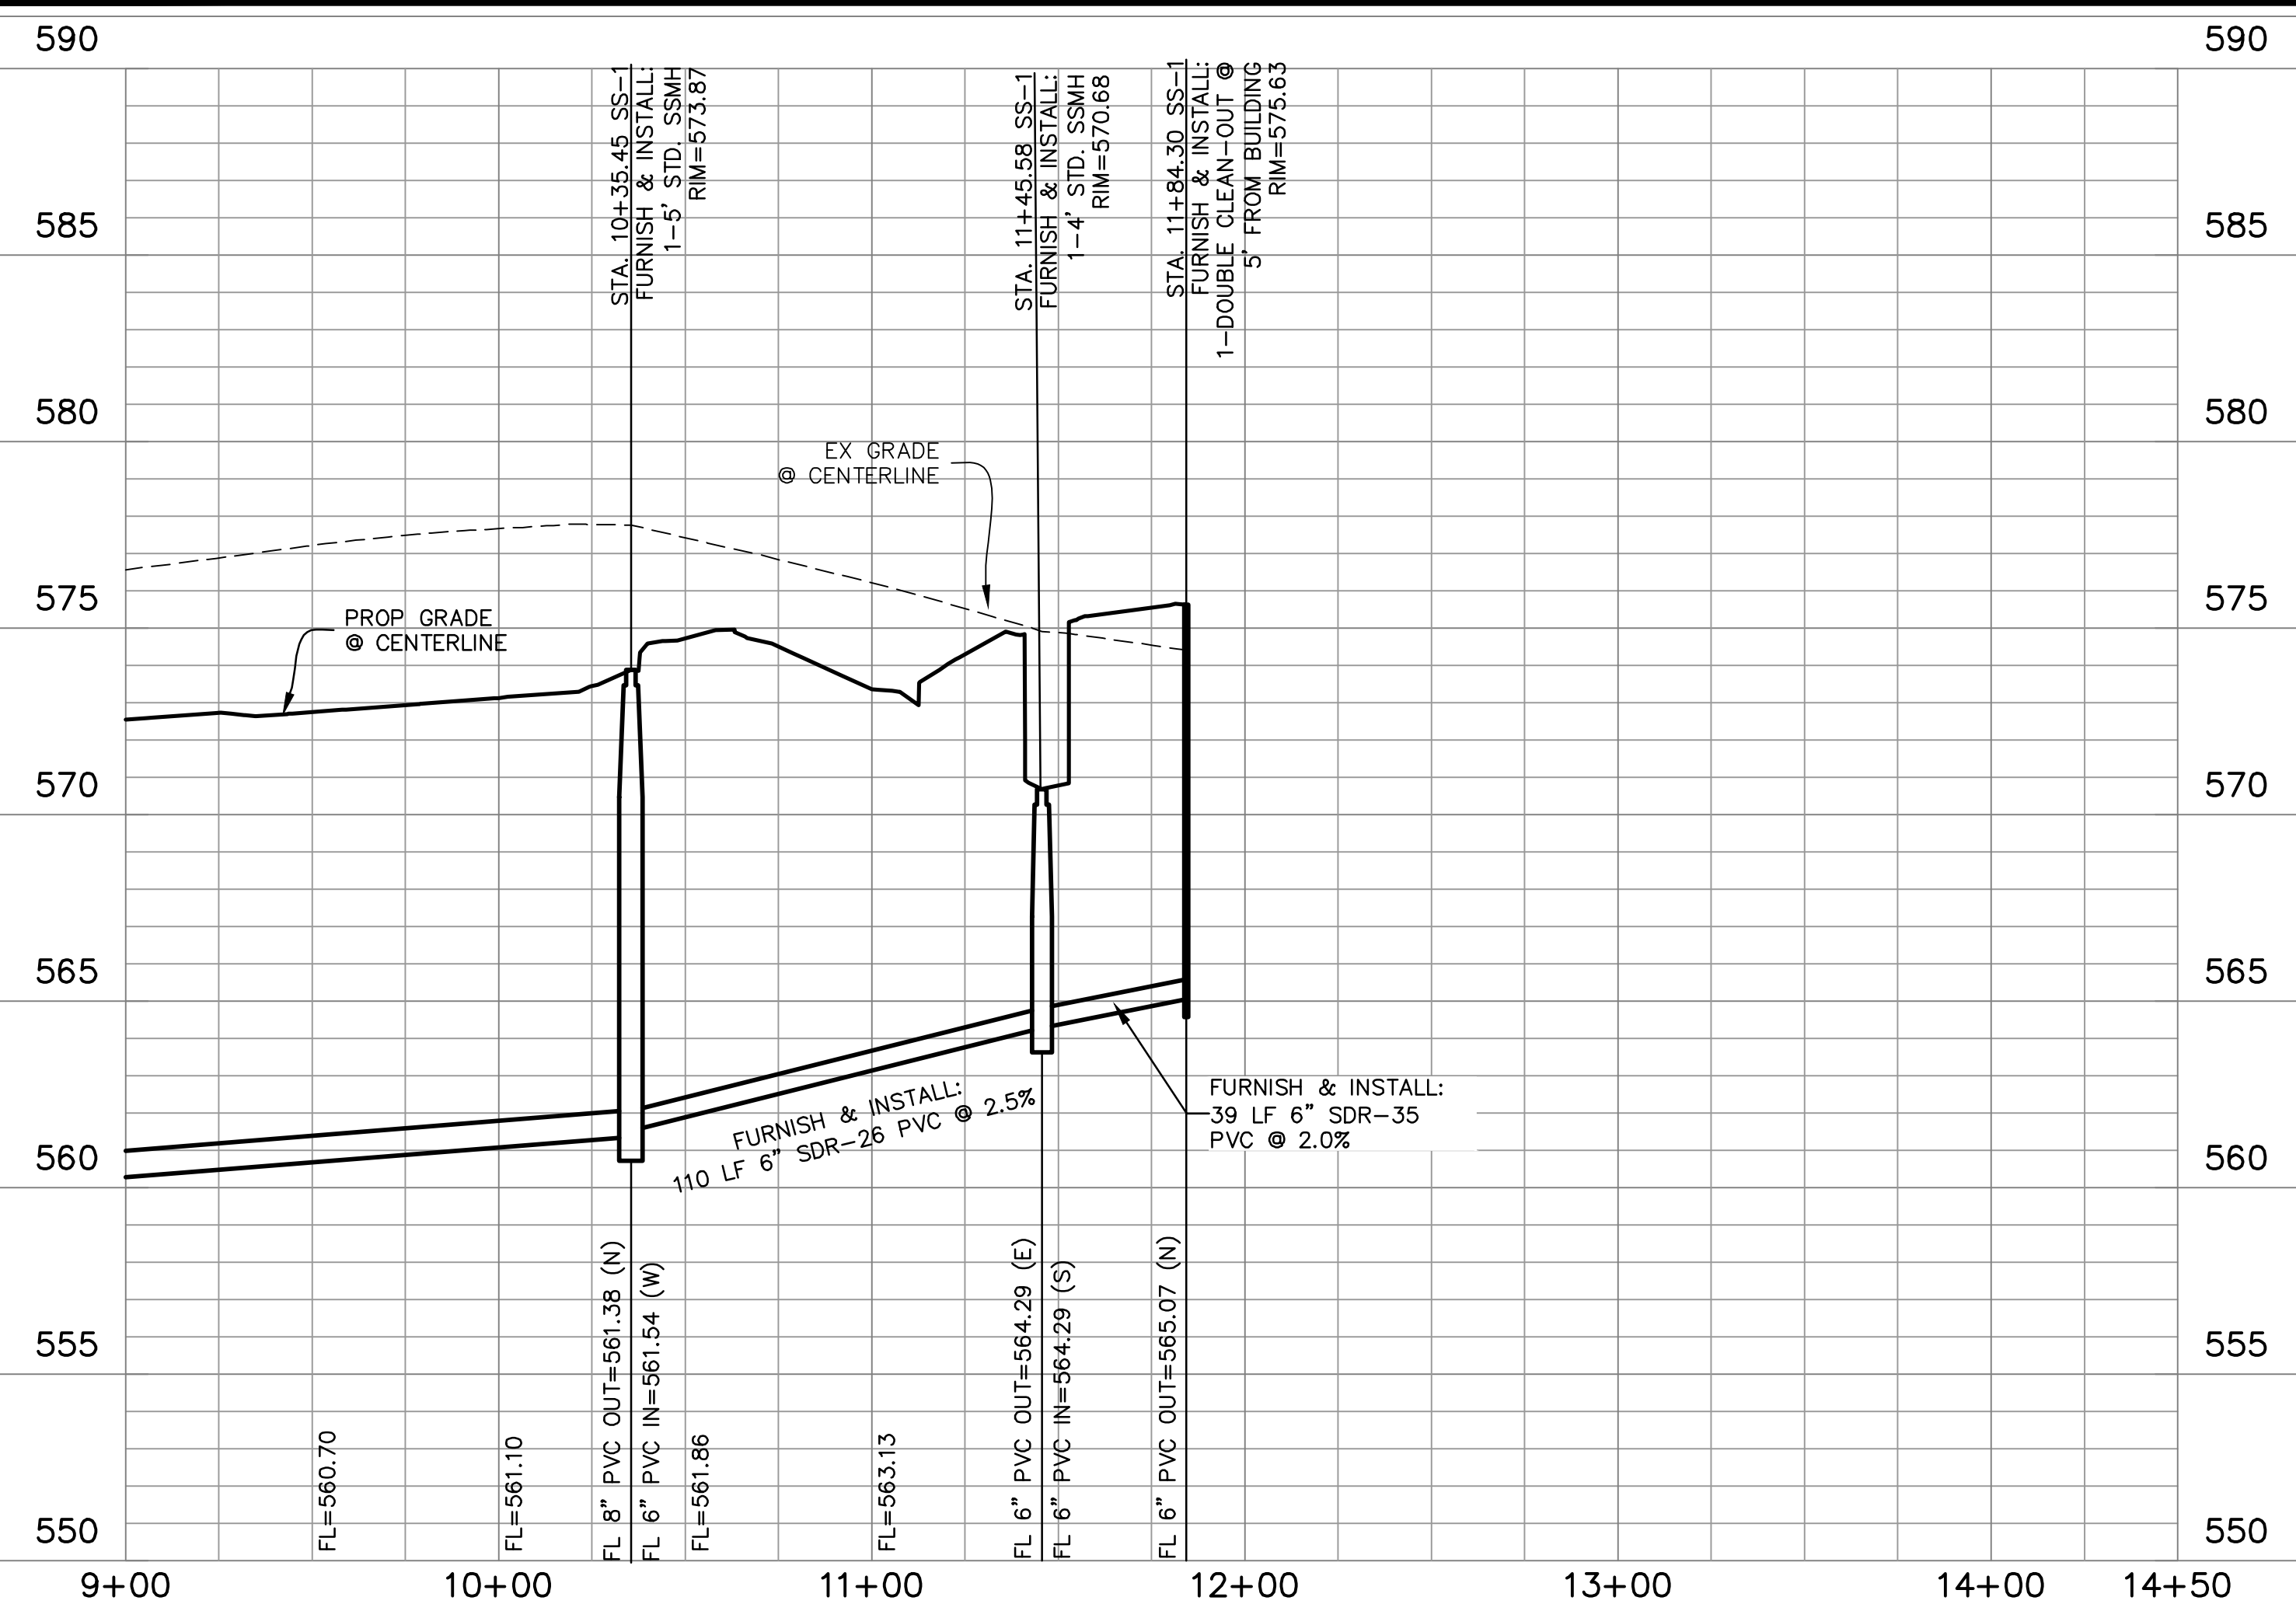 590
590
STA. 10+35.45 SS-1
FURNISH & INSTALL:
1-5' STD. SSMH
RIM=573.87
STA. 11+45.58 SS-1
FURNISH & INSTALL:
1-4' STD. SSMH
RIM=570.68
STA. 11+84.30 SS-1
FURNISH & INSTALL:
1-DOUBLE CLEAN-OUT @
5' FROM BUILDING
RIM=575.63
585
585
580
580
EX GRADE
@ CENTERLINE
575
575
PROP GRADE
@ CENTERLINE
570
570
565
565
FURNISH & INSTALL:
110 LF 6" SDR-26 PVC @ 2.5%
FURNISH & INSTALL:
39 LF 6" SDR-35
PVC @ 2.0%
560
560
555
555
FL=560.70
FL=561.10
FL 8" PVC OUT=561.38 (N)
FL 6" PVC IN=561.54 (W)
FL=561.86
FL=563.13
FL 6" PVC OUT=564.29 (E)
FL 6" PVC IN=564.29 (S)
FL 6" PVC OUT=565.07 (N)
550
550
9+00
10+00
11+00
12+00
13+00
14+00
14+50